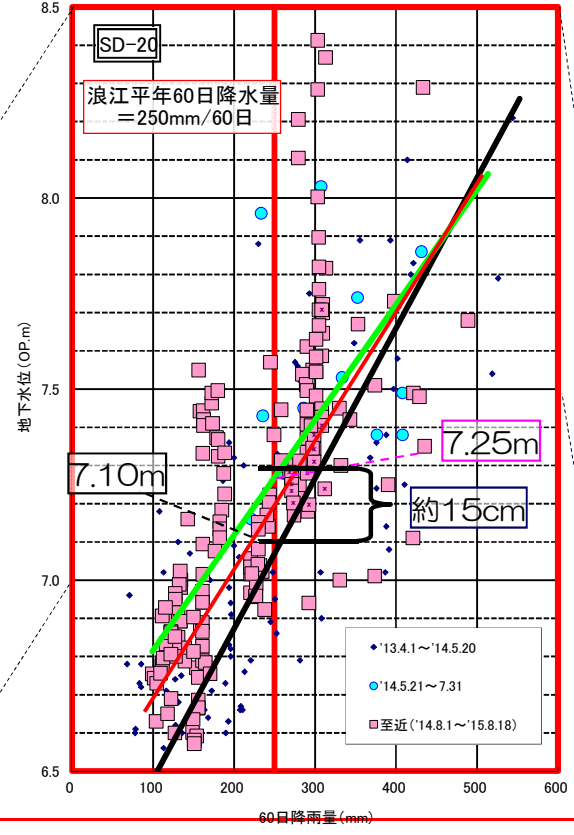 8.5
SD-20
浪江平年60日降水量
＝250mm/60日
8.0
地下水位(OP.m)
7.5
7.25m
7.10m
約15cm
7.0
'13.4.1～'14.5.20
'14.5.21～7.31
至近('14.8.1～'15.8.18)
6.5
0 100 200 300 400 500 600
60日降雨量(mm)